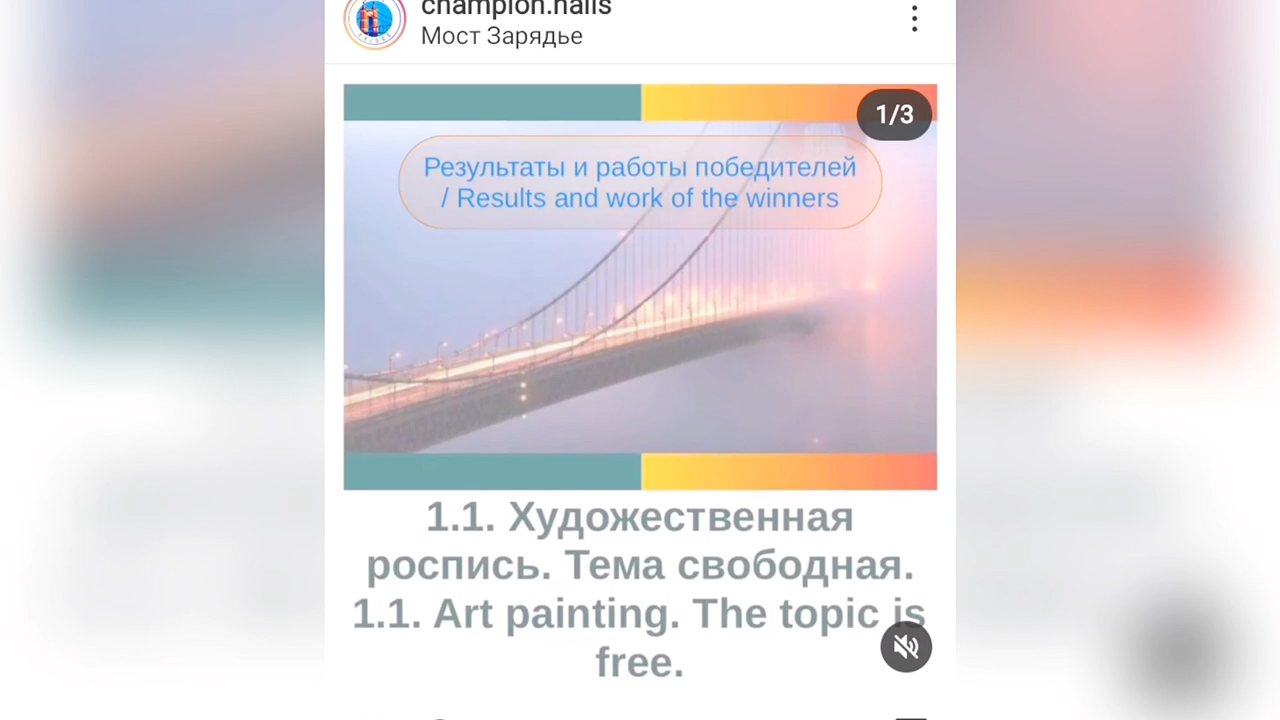 champion.nails
Мост Зарядье
1/3
Результаты и работы победителей
/ Results and work of the winners
1.1. Художественная
роспись. Тема свободная.
1.1. Art painting. The topic is
free.